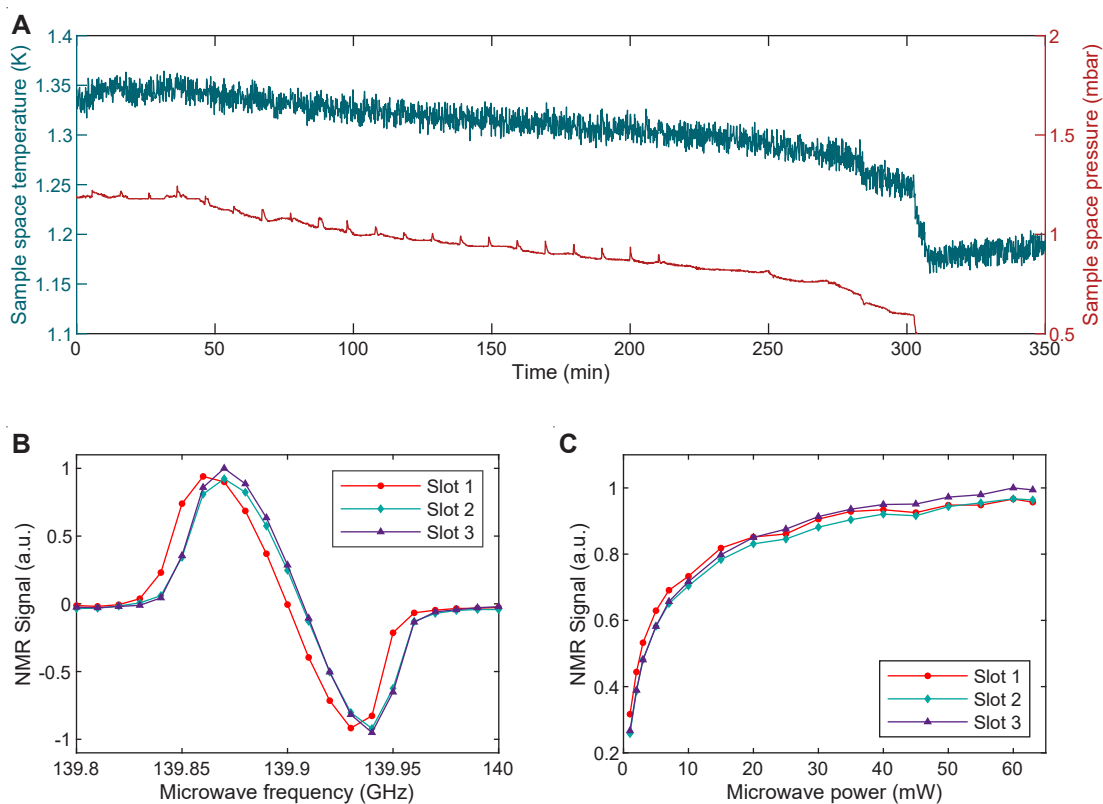 A
Sample space temperature (K)
1.4
1.35
1.3
1.25
1.2
1.15
1.1
2
1.5
1
0.5
Sample space pressure (mbar)
0
50
100
150
200
250
300
350
Time (min)
B
NMR Signal (a.u.)
1
0.5
0
-0.5
-1
Slot 1
Slot 2
Slot 3
139.8
139.85
139.9
139.95
140
Microwave frequency (GHz)
C
NMR Signal (a.u.)
1
0.8
0.6
0.4
0.2
Slot 1
Slot 2
Slot 3
0
10
20
30
40
50
60
Microwave power (mW)